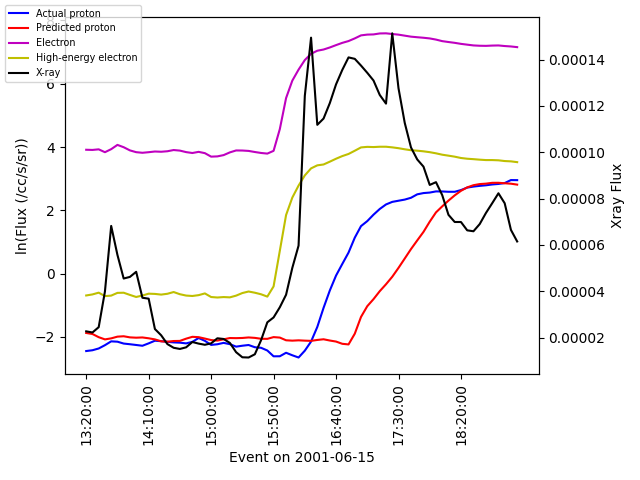 Actual proton
Predicted proton
Electron
High-energy electron
X-ray
8
6
4
2
0
−2
ln(Flux (/cc/s/sr))
0.00014
0.00012
0.00010
0.00008
0.00006
0.00004
0.00002
Xray Flux
13:20:00
14:10:00
15:00:00
15:50:00
16:40:00
17:30:00
18:20:00
Event on 2001-06-15